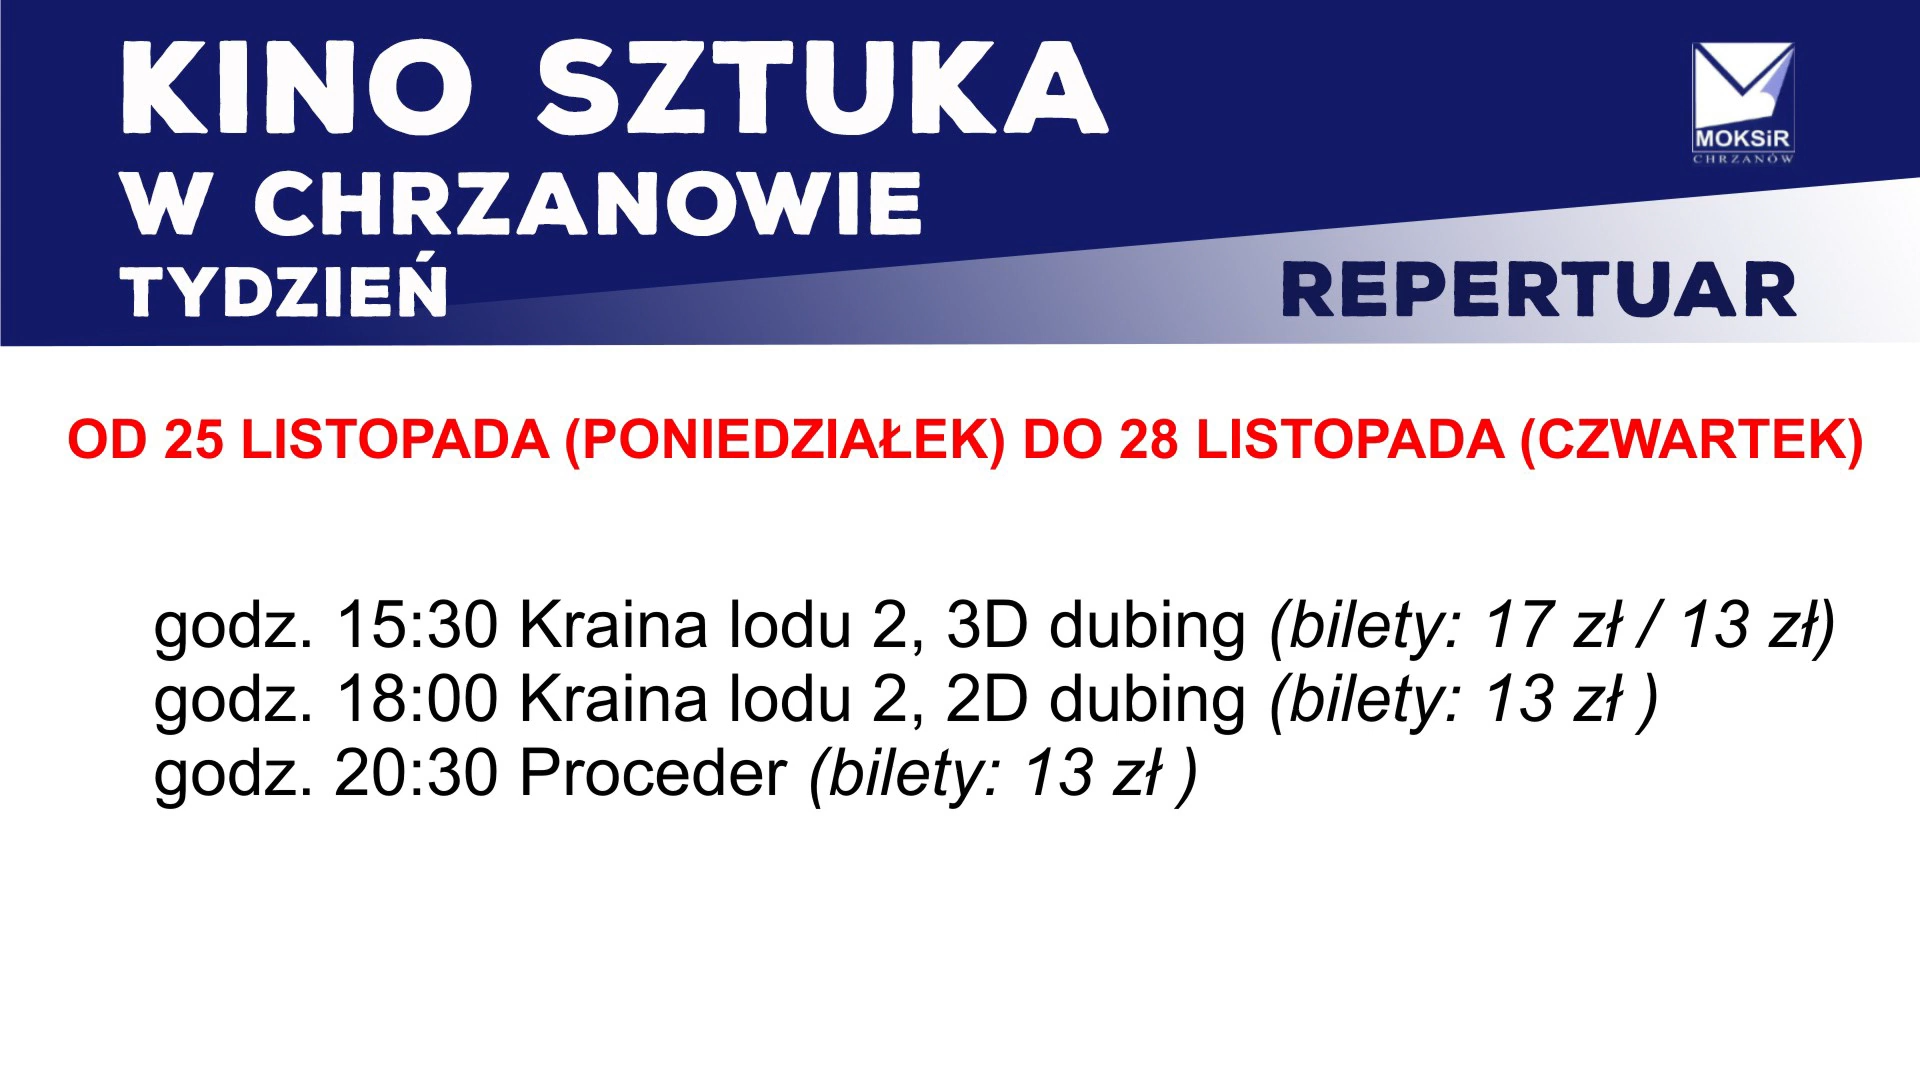 KINO SZTUKA
W CHRZANOWIE
TYDZIEŃ
MOKSiR
CHRZANÓW
REPERTUAR
OD 25 LISTOPADA (PONIEDZIAŁEK) DO 28 LISTOPADA (CZWARTEK)
godz. 15:30 Kraina lodu 2, 3D dubing (bilety: 17 zł / 13 zł)
godz. 18:00 Kraina lodu 2, 2D dubing (bilety: 13 zł )
godz. 20:30 Proceder (bilety: 13 zł )